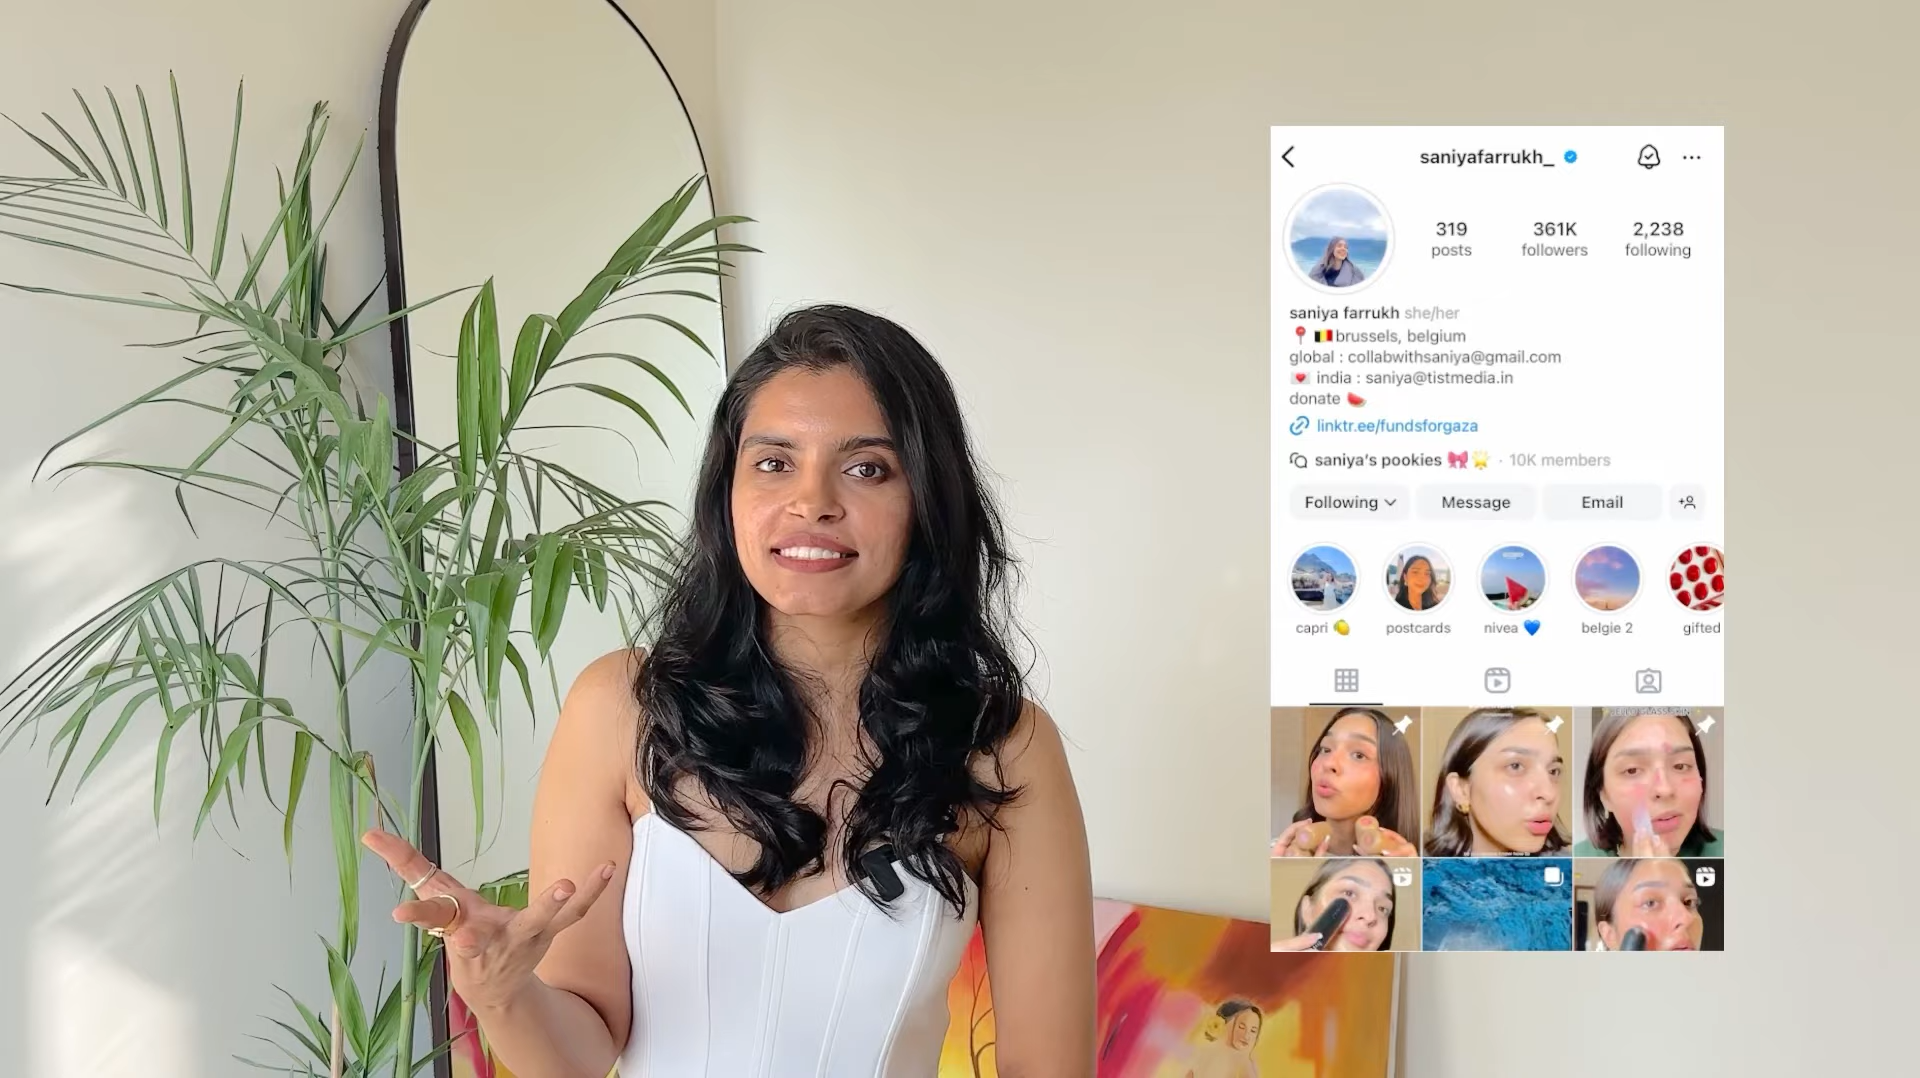 saniyafarrukh_
319 361K 2,238
posts followers following
saniya farrukh she/her
📍🇧🇪brussels, belgium
global : collabwithsaniya@gmail.com
💌 india : saniya@tistmedia.in
donate 🍉
linktr.ee/fundsforgaza
saniya's pookies 🎀🌟 · 10K members
Following Message Email
capri 🍋 postcards nivea 💙 belgie 2 gifted